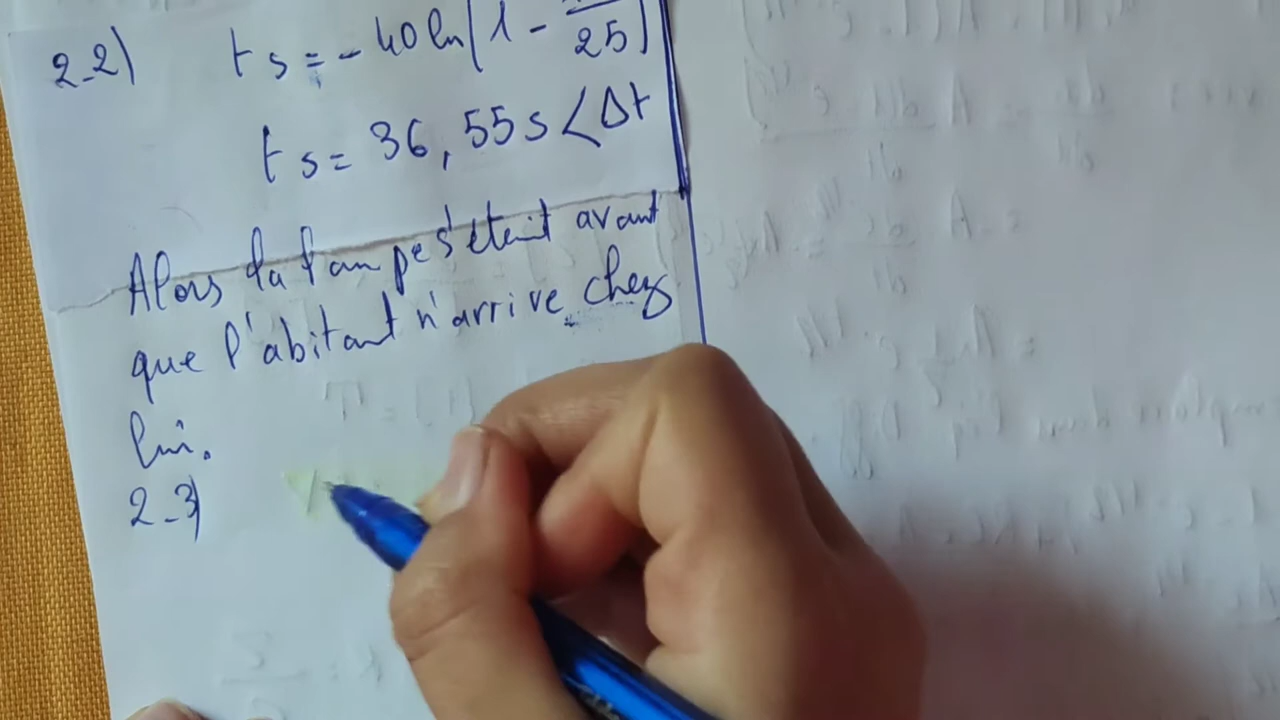 2-2) ts = - 40 ln(1 - /25)
ts = 36,55s < Δt
Alors la lampe s'éteint avant
que l'abitant n'arrive chez
lui.
2-3)